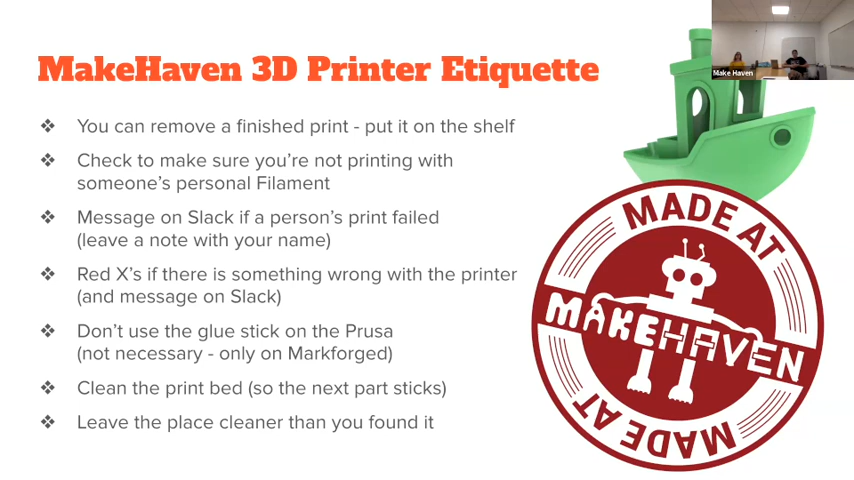 MakeHaven 3D Printer Etiquette
Make Haven
❖ You can remove a finished print - put it on the shelf
❖ Check to make sure you're not printing with
someone's personal Filament
❖ Message on Slack if a person's print failed
(leave a note with your name)
❖ Red X's if there is something wrong with the printer
(and message on Slack)
❖ Don't use the glue stick on the Prusa
(not necessary - only on Markforged)
❖ Clean the print bed (so the next part sticks)
❖ Leave the place cleaner than you found it
MADE AT
MAKEHAVEN
MADE AT